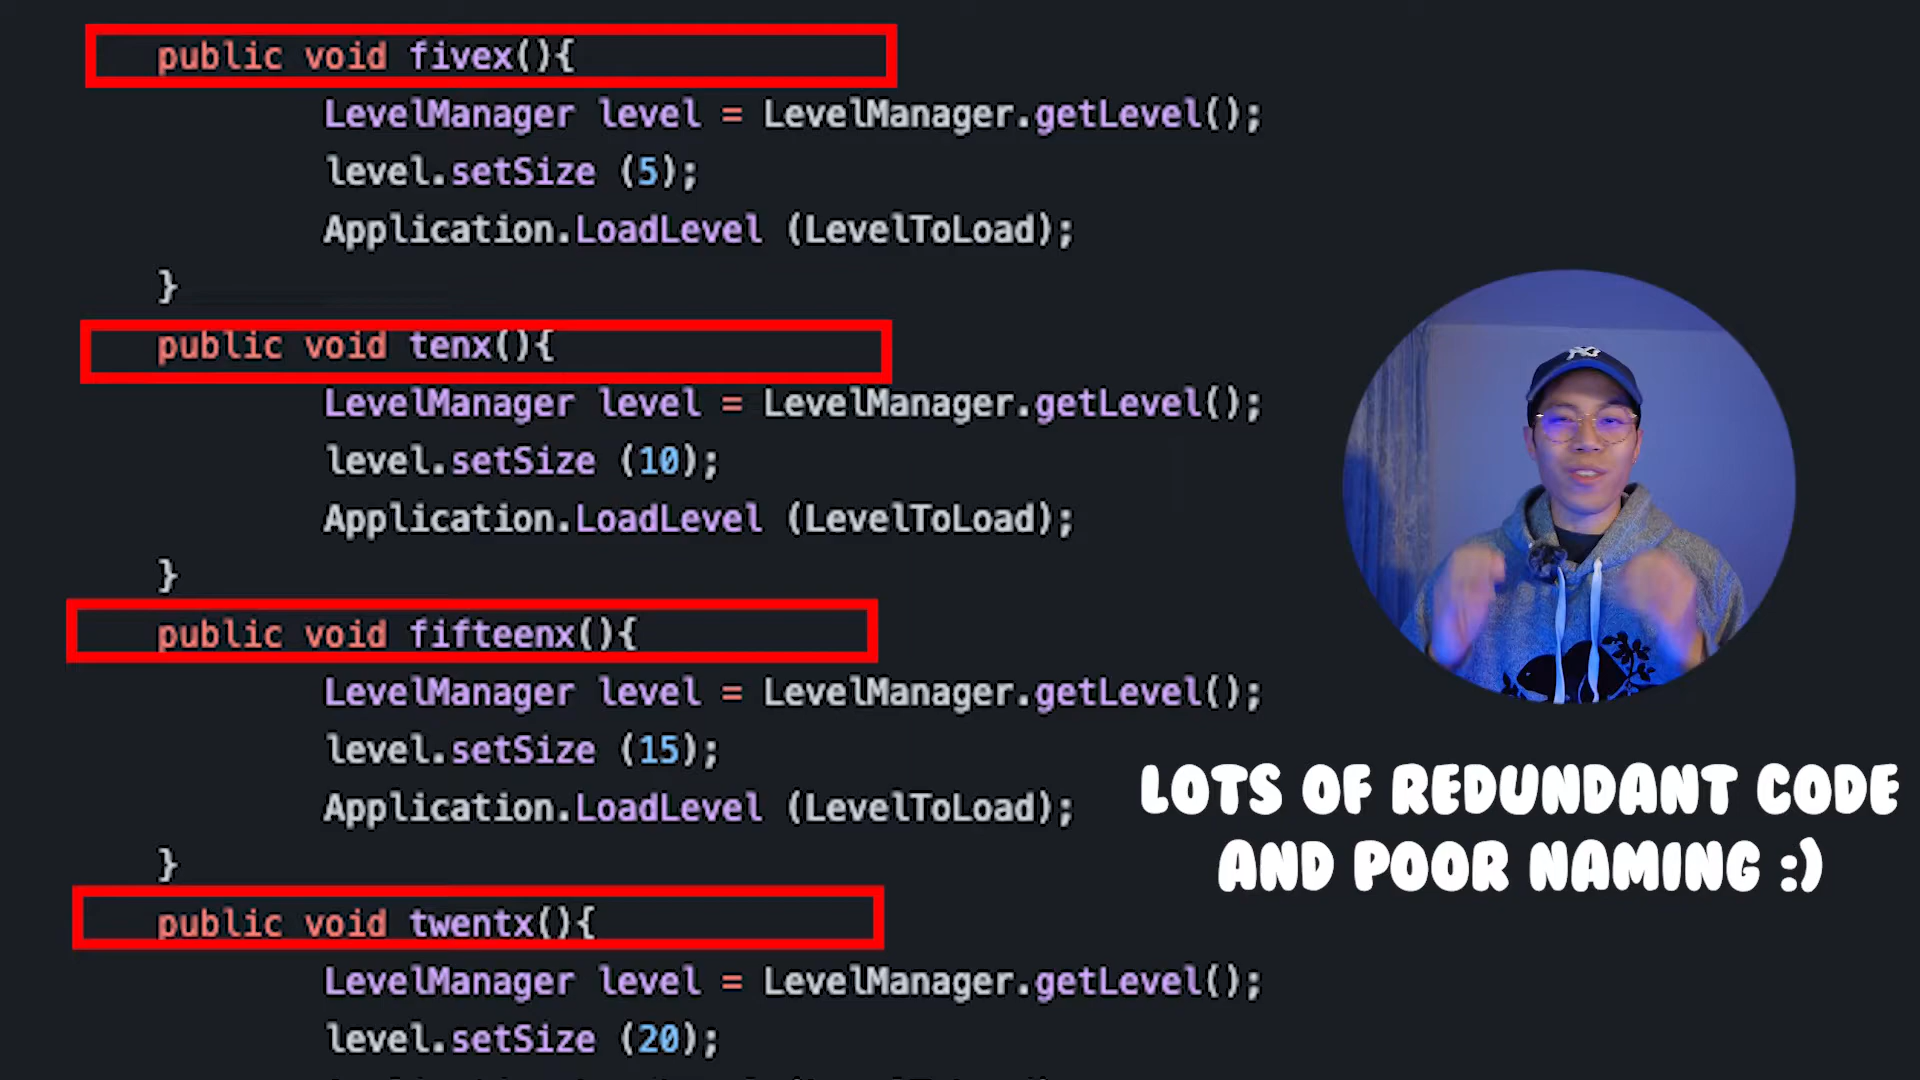 public void fivex(){
LevelManager level = LevelManager.getLevel();
level.setSize (5);
Application.LoadLevel (LevelToLoad);
}
public void tenx(){
LevelManager level = LevelManager.getLevel();
level.setSize (10);
Application.LoadLevel (LevelToLoad);
}
public void fifteenx(){
LevelManager level = LevelManager.getLevel();
level.setSize (15);
Application.LoadLevel (LevelToLoad);
}
public void twentx(){
LevelManager level = LevelManager.getLevel();
level.setSize (20);
NY
LOTS OF REDUNDANT CODE
AND POOR NAMING :)